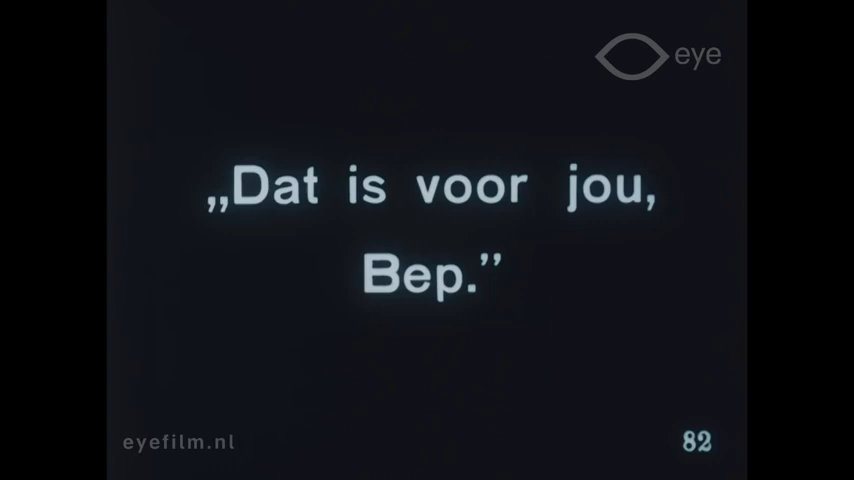 eye
„Dat is voor jou,
Bep.”
eyefilm.nl
82